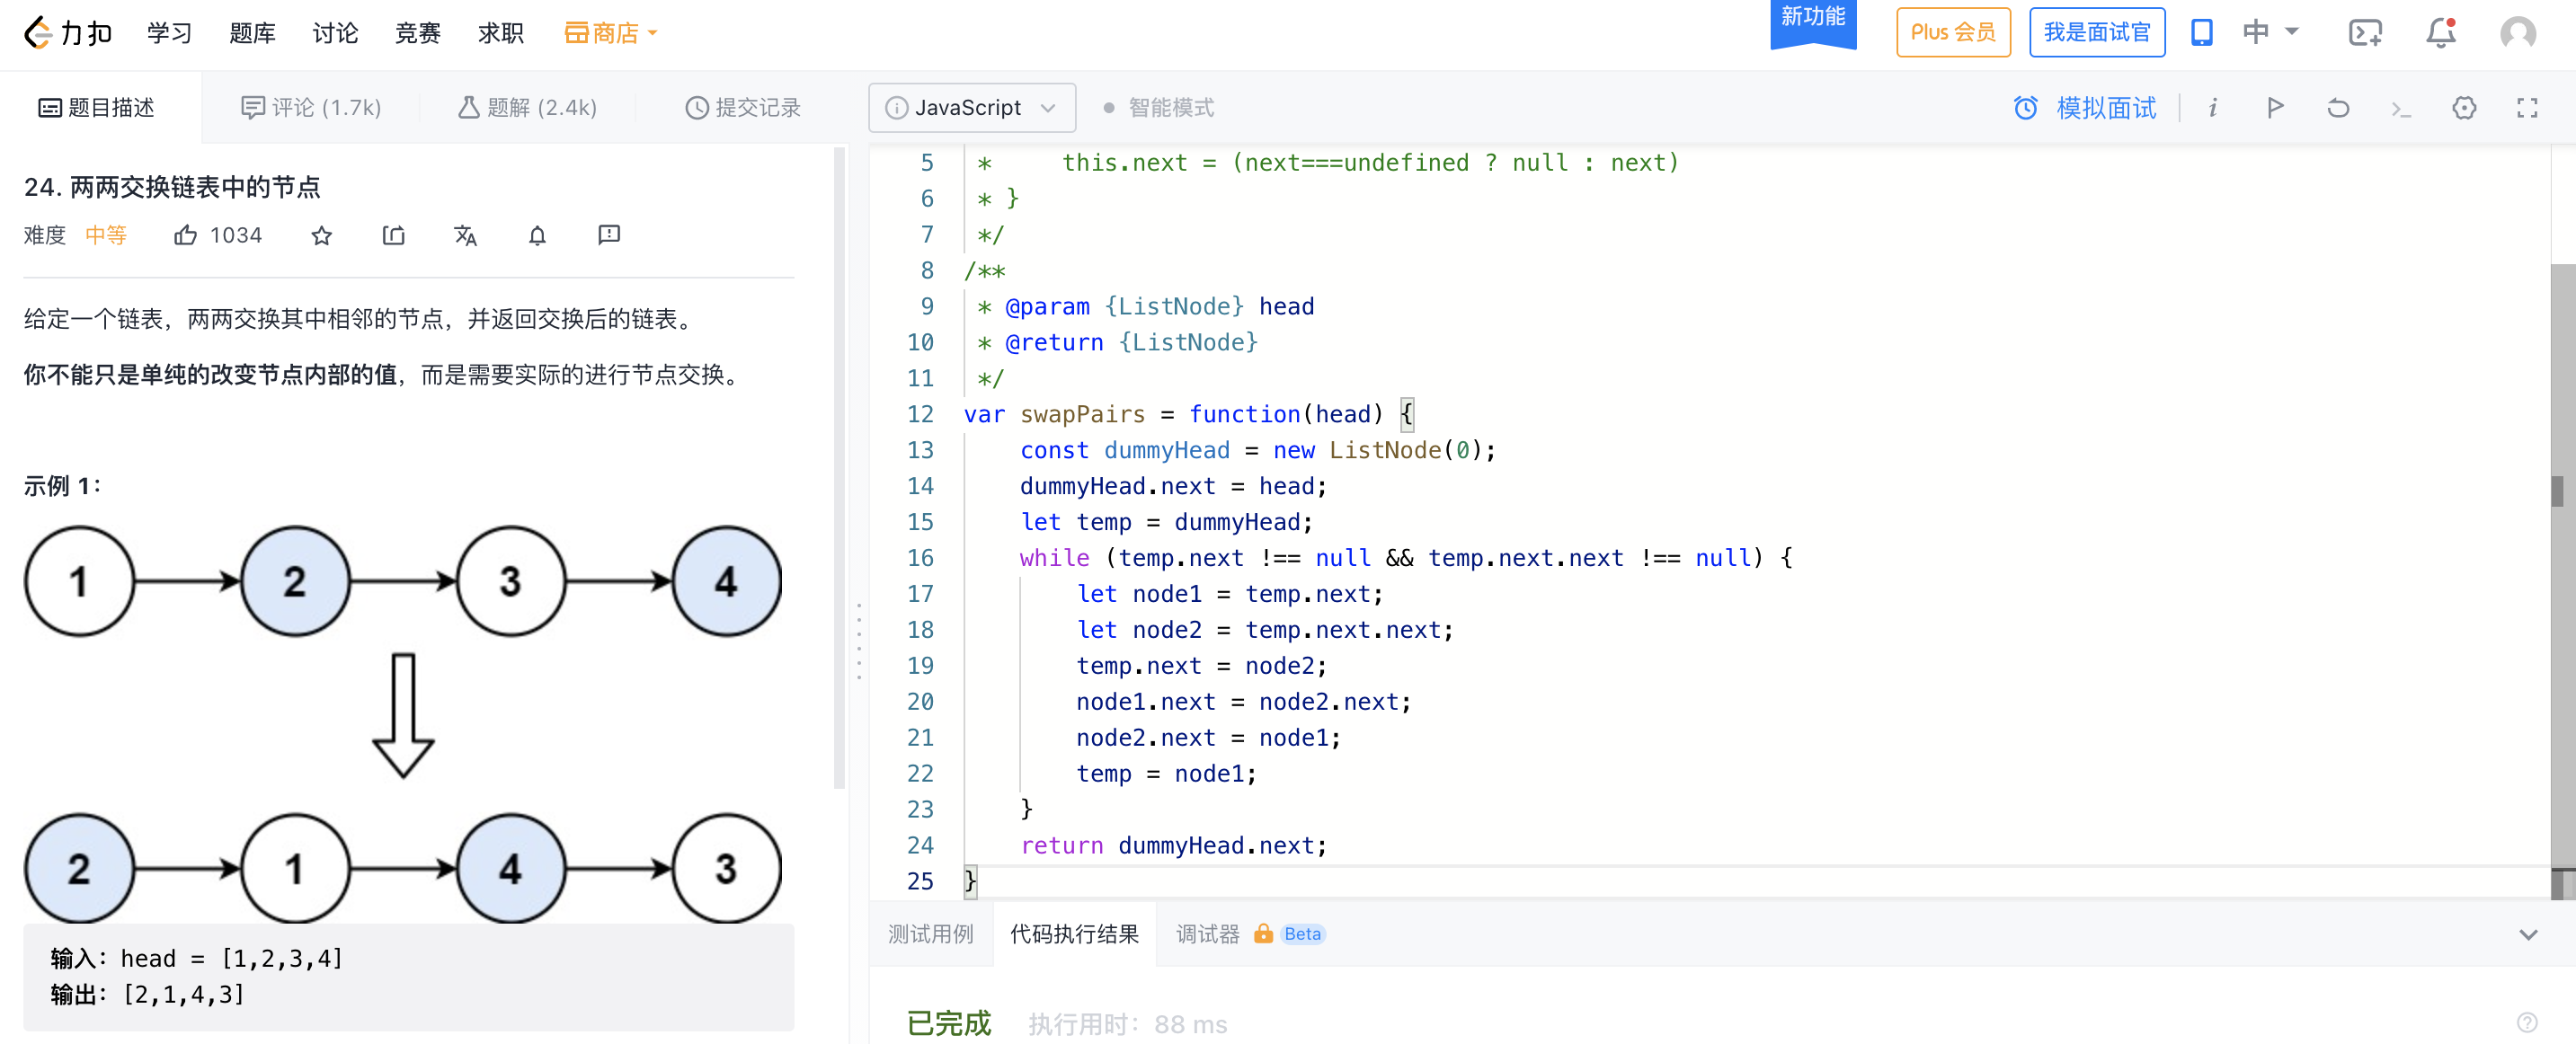 力扣 学习 题库 讨论 竞赛 求职 商店 新功能 Plus 会员 我是面试官 中
题目描述 评论 (1.7k) 题解 (2.4k) 提交记录
24. 两两交换链表中的节点
难度 中等 1034
给定一个链表，两两交换其中相邻的节点，并返回交换后的链表。
你不能只是单纯的改变节点内部的值，而是需要实际的进行节点交换。
示例 1：
1 2 3 4
2 1 4 3
输入：head = [1,2,3,4]
输出：[2,1,4,3]
JavaScript 智能模式 模拟面试
5 *     this.next = (next===undefined ? null : next)
6 * }
7 */
8 /**
9 * @param {ListNode} head
10 * @return {ListNode}
11 */
12 var swapPairs = function(head) {
13     const dummyHead = new ListNode(0);
14     dummyHead.next = head;
15     let temp = dummyHead;
16     while (temp.next !== null && temp.next.next !== null) {
17         let node1 = temp.next;
18         let node2 = temp.next.next;
19         temp.next = node2;
20         node1.next = node2.next;
21         node2.next = node1;
22         temp = node1;
23     }
24     return dummyHead.next;
25 }
测试用例 代码执行结果 调试器 Beta
已完成 执行用时：88 ms